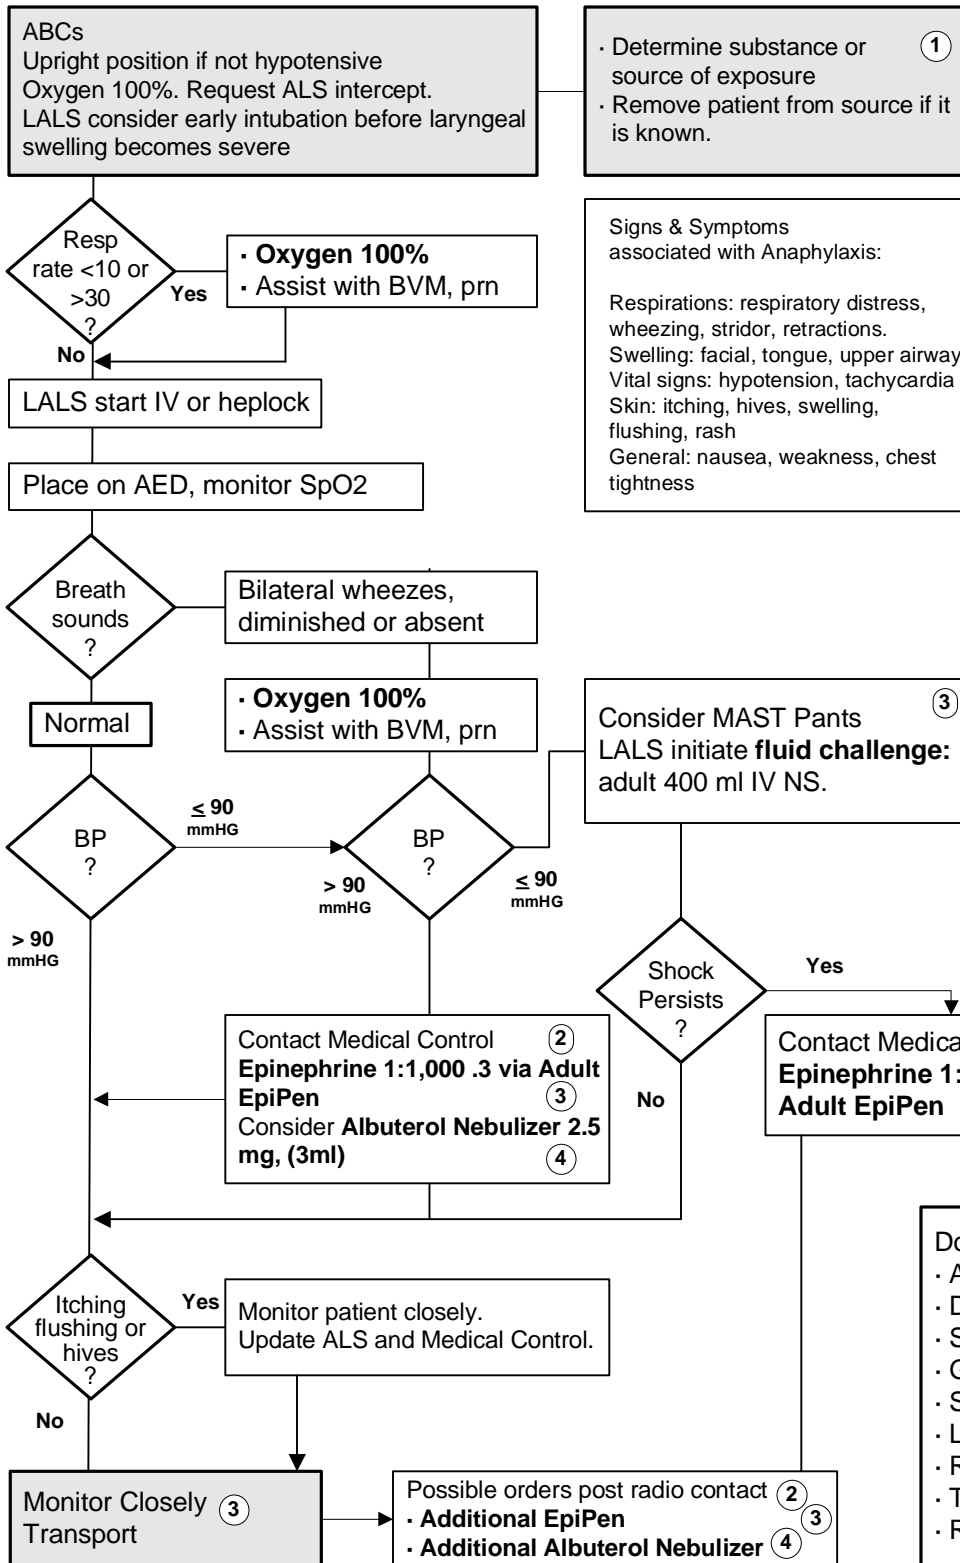 ABCs
Upright position if not hypotensive
Oxygen 100%. Request ALS intercept.
LALS consider early intubation before laryngeal
swelling becomes severe
· Determine substance or
source of exposure
· Remove patient from source if it
is known.
1
Resp
rate <10 or
>30
?
Yes
No
· Oxygen 100%
· Assist with BVM, prn
Signs & Symptoms
associated with Anaphylaxis:
Respirations: respiratory distress,
wheezing, stridor, retractions.
Swelling: facial, tongue, upper airway
Vital signs: hypotension, tachycardia
Skin: itching, hives, swelling,
flushing, rash
General: nausea, weakness, chest
tightness
LALS start IV or heplock
Place on AED, monitor SpO2
Breath
sounds
?
Bilateral wheezes,
diminished or absent
Normal
· Oxygen 100%
· Assist with BVM, prn
Consider MAST Pants
LALS initiate fluid challenge:
adult 400 ml IV NS.
3
BP
?
≤ 90
mmHG
> 90
mmHG
BP
?
> 90
mmHG
≤ 90
mmHG
Shock
Persists
?
Yes
No
Contact Medical Control 2
Epinephrine 1:1,000 .3 via Adult
EpiPen 3
Consider Albuterol Nebulizer 2.5
mg, (3ml) 4
Contact Medica
Epinephrine 1:
Adult EpiPen
Itching
flushing or
hives
?
Yes
No
Monitor patient closely.
Update ALS and Medical Control.
Do
· A
· D
· S
· G
· S
· L
· R
· T
· R
Monitor Closely 3
Transport
Possible orders post radio contact 2
· Additional EpiPen 3
· Additional Albuterol Nebulizer 4